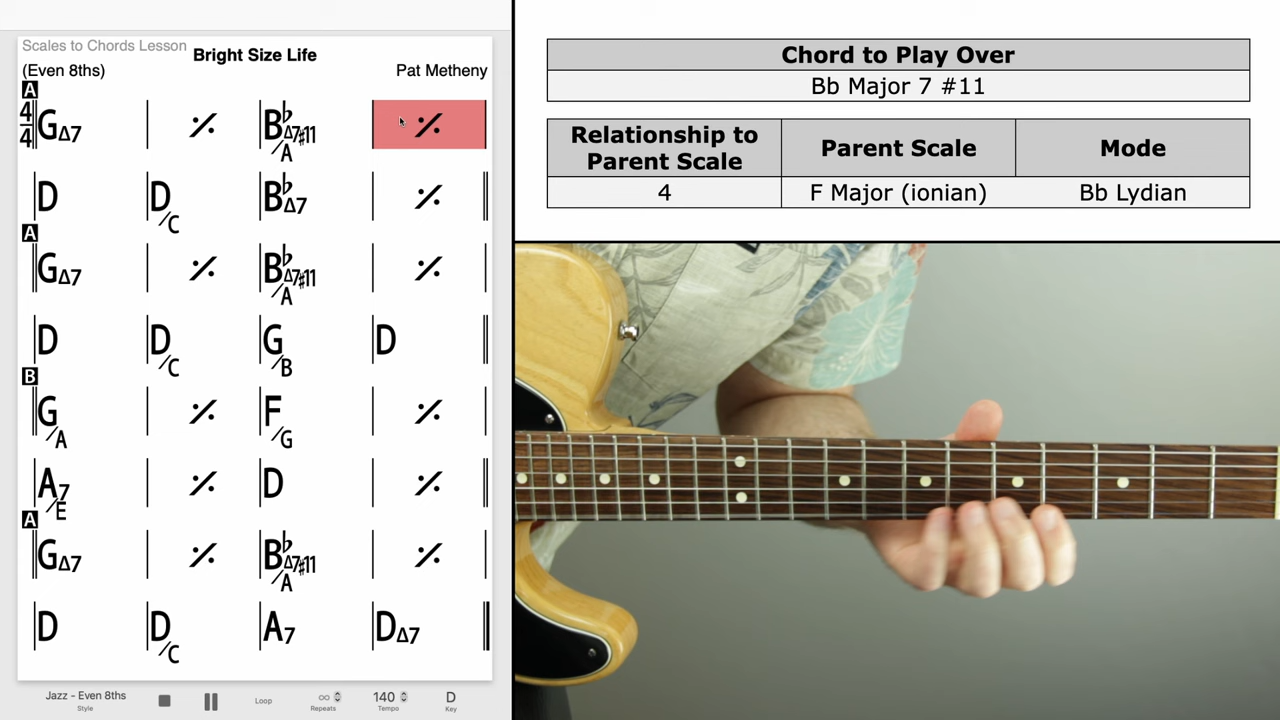 Scales to Chords Lesson
Bright Size Life
(Even 8ths)
Pat Metheny
A
4/4 GΔ7 | 𝄎 | B♭Δ7♯11/A | 𝄎
D | D/C | B♭Δ7 | 𝄎
A
GΔ7 | 𝄎 | B♭Δ7♯11/A | 𝄎
D | D/C | G/B | D
B
G/A | 𝄎 | F/G | 𝄎
A7/E | 𝄎 | D | 𝄎
A
GΔ7 | 𝄎 | B♭Δ7♯11/A | 𝄎
D | D/C | A7 | DΔ7
Jazz - Even 8ths
Style
Loop
∞
Repeats
140
Tempo
D
Key
Chord to Play Over
Bb Major 7 #11
Relationship to
Parent Scale
Parent Scale
Mode
4
F Major (ionian)
Bb Lydian